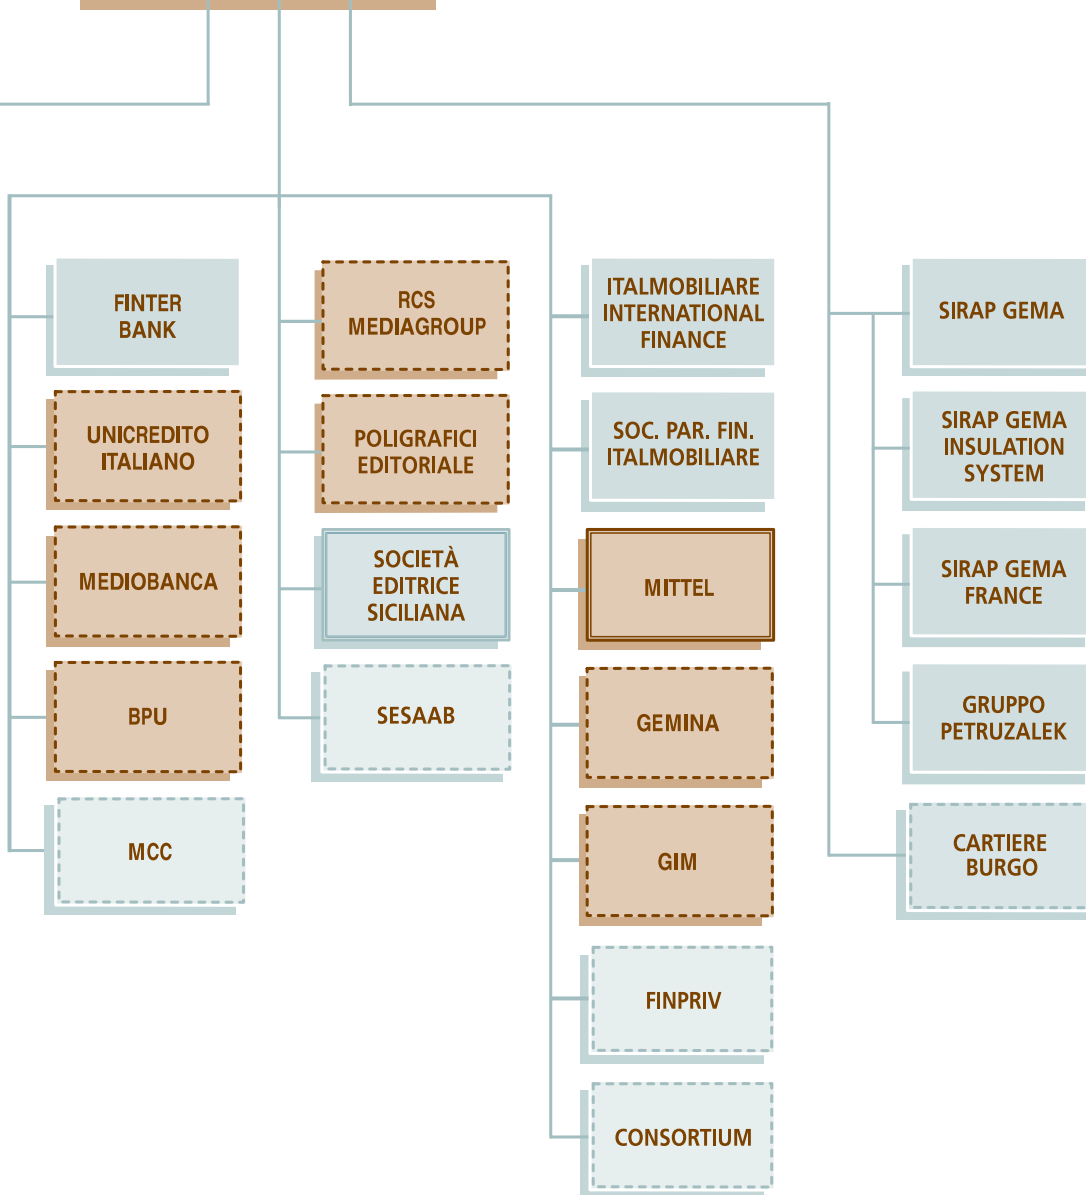 FINTER
BANK
UNICREDITO
ITALIANO
MEDIOBANCA
BPU
MCC
RCS
MEDIAGROUP
POLIGRAFICI
EDITORIALE
SOCIETÀ
EDITRICE
SICILIANA
SESAAB
ITALMOBILIARE
INTERNATIONAL
FINANCE
SOC. PAR. FIN.
ITALMOBILIARE
MITTEL
GEMINA
GIM
FINPRIV
CONSORTIUM
SIRAP GEMA
SIRAP GEMA
INSULATION
SYSTEM
SIRAP GEMA
FRANCE
GRUPPO
PETRUZALEK
CARTIERE
BURGO